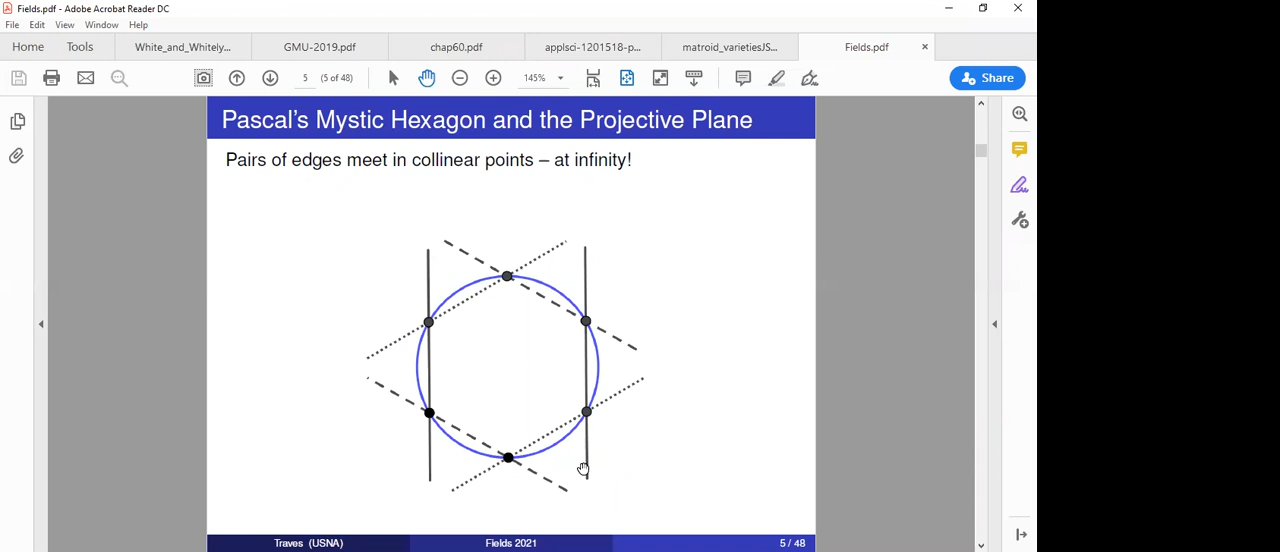 Fields.pdf - Adobe Acrobat Reader DC
File Edit View Window Help
Home Tools White_and_Whitely... GMU-2019.pdf chap60.pdf applsci-1201518-p... matroid_varietiesJS... Fields.pdf ×
5 (5 of 48) 145% Share
Pascal's Mystic Hexagon and the Projective Plane
Pairs of edges meet in collinear points – at infinity!
Traves (USNA) Fields 2021 5 / 48